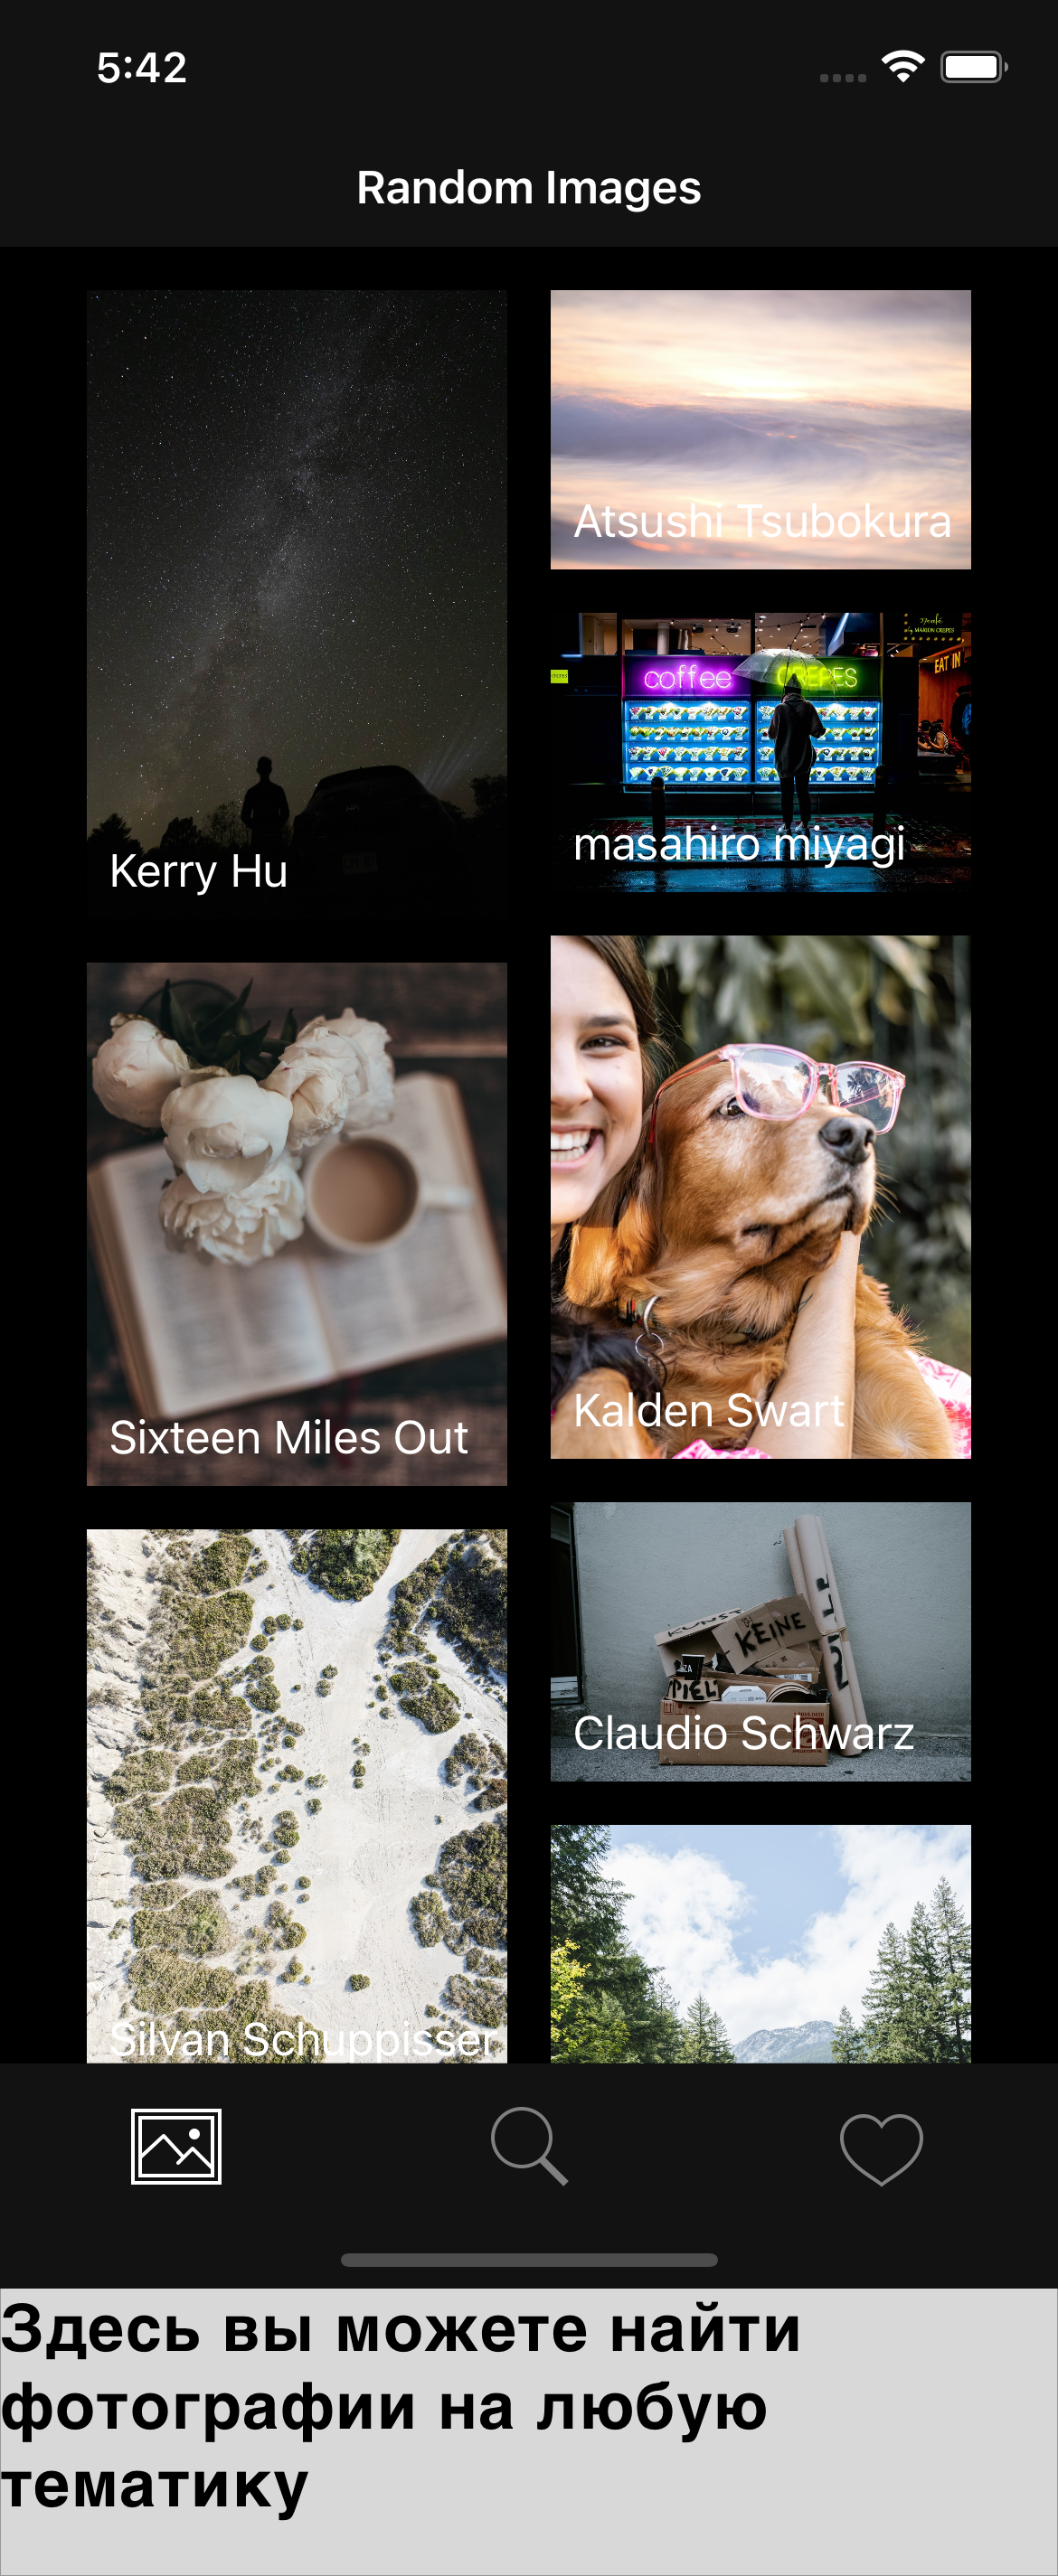 5:42
Random Images
Kerry Hu
Atsushi Tsubokura
coffee
CREPES
EAT IN
masahiro miyagi
Sixteen Miles Out
Kalden Swart
KUNST
KEINE
Claudio Schwarz
Silvan Schuppisser
Здесь вы можете найти
фотографии на любую
тематику